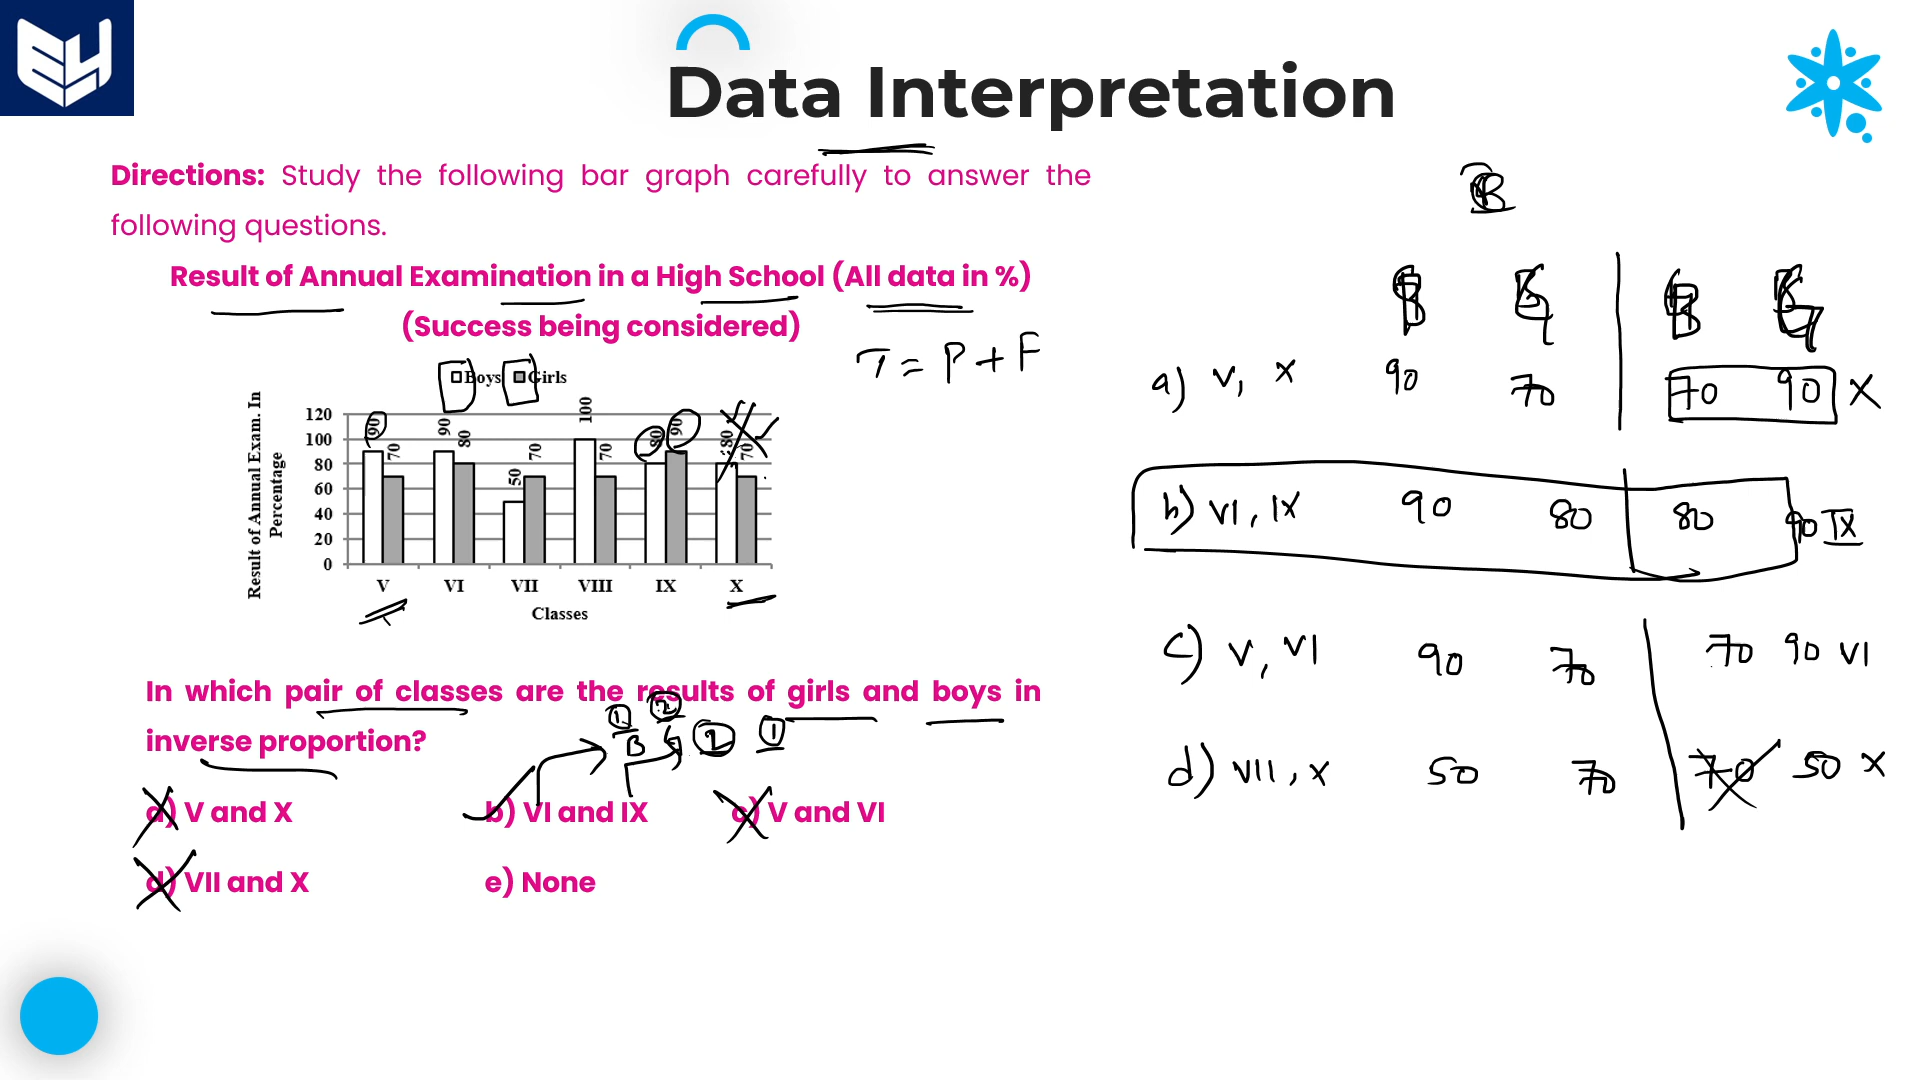 EY
Data Interpretation
Directions: Study the following bar graph carefully to answer the
following questions.
Result of Annual Examination in a High School (All data in %)
(Success being considered)
T = P + F
Boys Girls
Result of Annual Exam. In Percentage
120
100
80
60
40
20
0
90 70 90 80 50 70 100 70 80 90 80 70
V VI VII VIII IX X
Classes
In which pair of classes are the results of girls and boys in
inverse proportion?
1 2
B G 2 1
a) V and X b) VI and IX c) V and VI
d) VII and X e) None
B
a) V, X 90 70 70 90 X
b) VI, IX 90 80 80 90 IX
c) V, VI 90 70 70 90 VI
d) VII, X 50 70 70 50 X